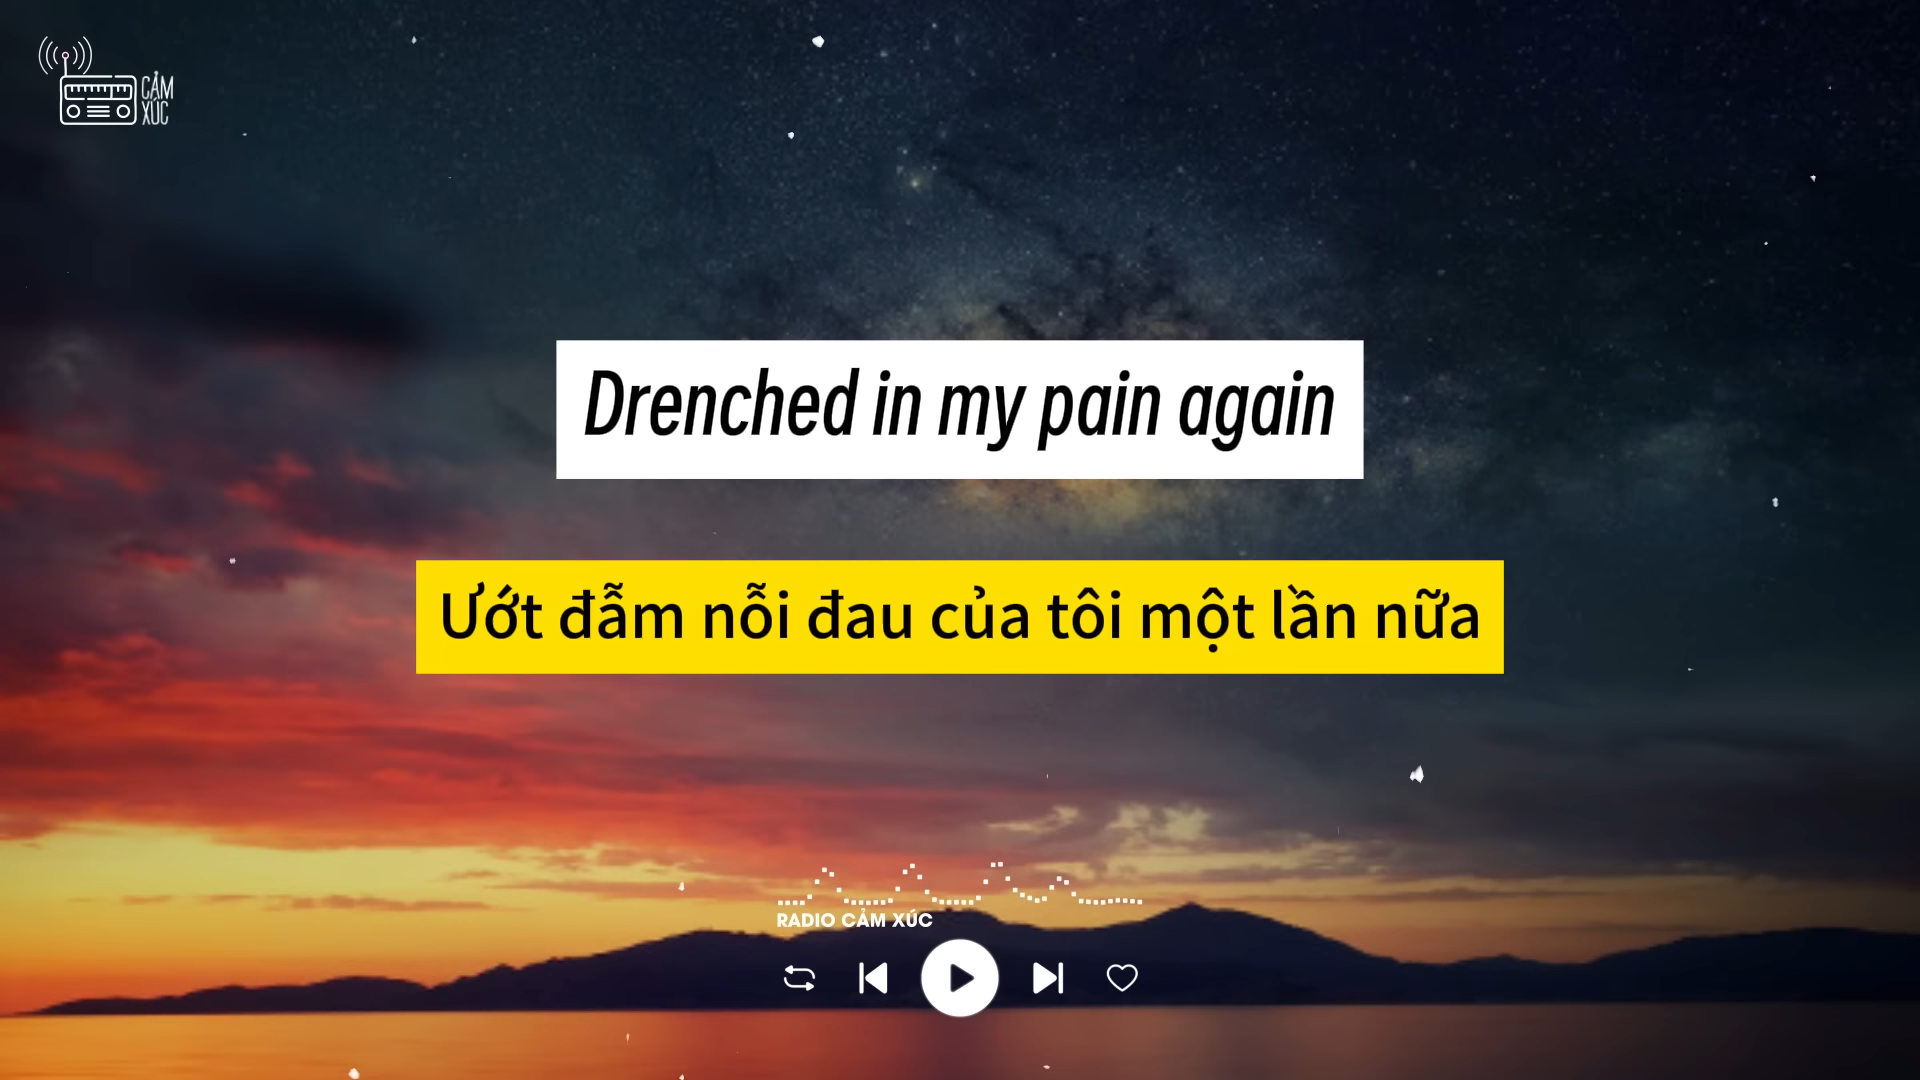 CẢM
XÚC
Drenched in my pain again
Ướt đẫm nỗi đau của tôi một lần nữa
RADIO CẢM XÚC